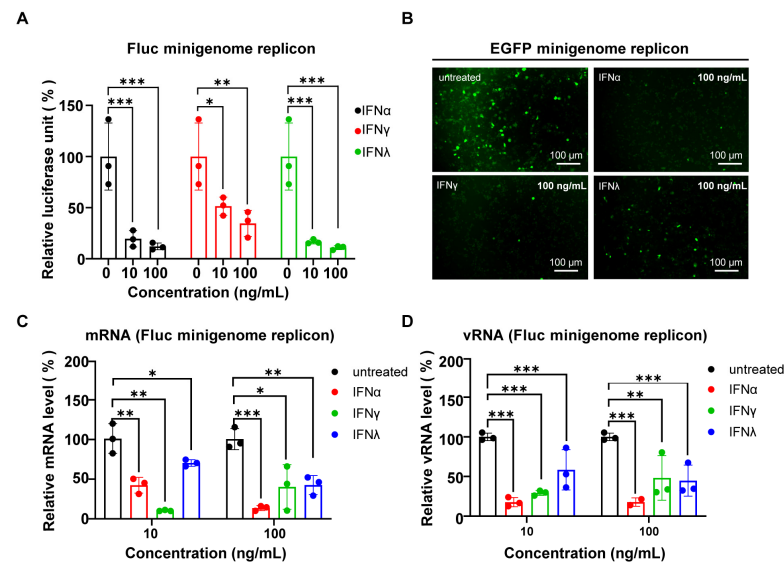 A
Fluc minigenome replicon
Relative luciferase unit ( % )
150
100
50
0
***
***
**
*
***
***
IFNα
IFNγ
IFNλ
0 10 100 0 10 100 0 10 100
Concentration (ng/mL)
B
EGFP minigenome replicon
untreated
100 µm
IFNα 100 ng/mL
100 µm
IFNγ 100 ng/mL
100 µm
IFNλ 100 ng/mL
100 µm
C
mRNA (Fluc minigenome replicon)
Relative mRNA level ( % )
200
150
100
50
0
*
**
**
**
*
***
untreated
IFNα
IFNγ
IFNλ
10 100
Concentration (ng/mL)
D
vRNA (Fluc minigenome replicon)
Relative vRNA level ( % )
200
150
100
50
0
***
***
***
***
**
***
untreated
IFNα
IFNγ
IFNλ
10 100
Concentration (ng/mL)